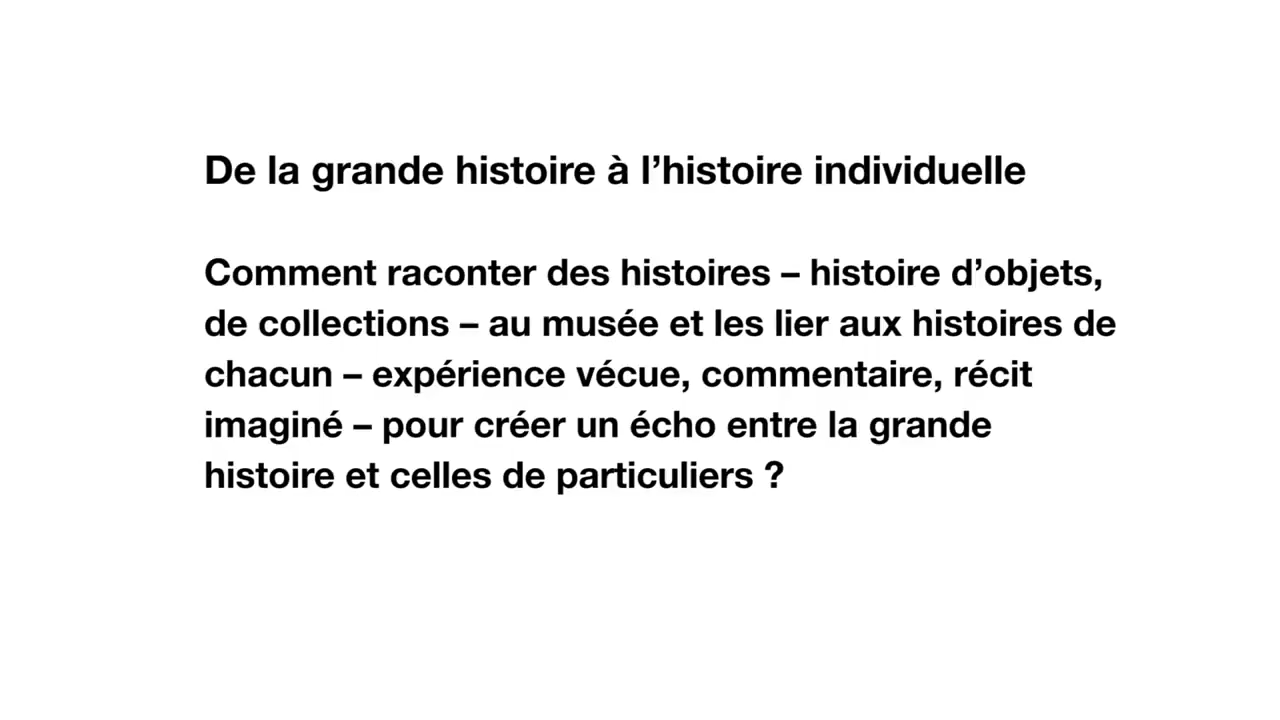 De la grande histoire à l’histoire individuelle
Comment raconter des histoires – histoire d’objets,
de collections – au musée et les lier aux histoires de
chacun – expérience vécue, commentaire, récit
imaginé – pour créer un écho entre la grande
histoire et celles de particuliers ?